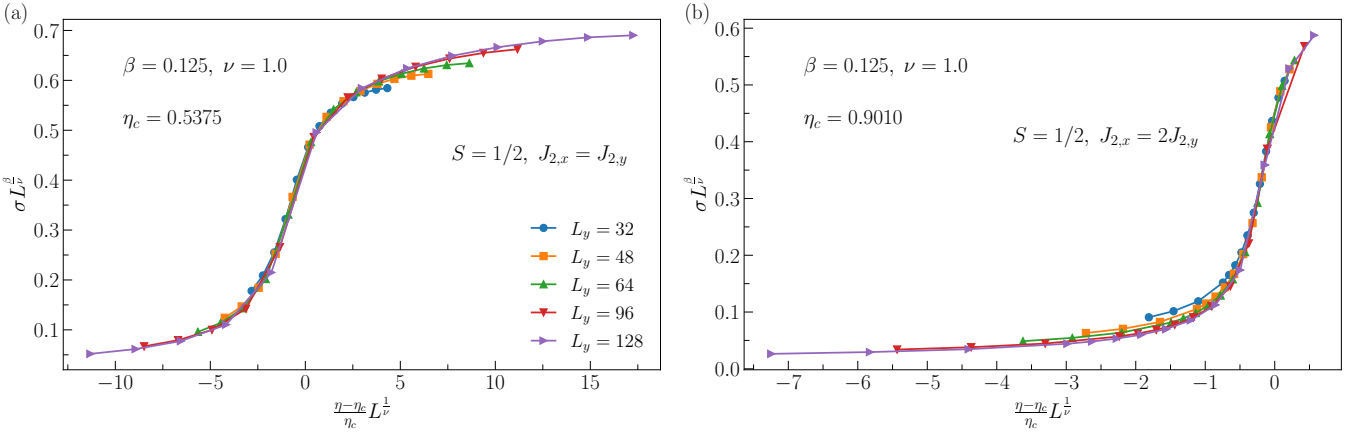 (a)
0.7
0.6
0.5
0.4
0.3
0.2
0.1
σL^{β/ν}
β = 0.125, ν = 1.0
η_c = 0.5375
S = 1/2, J_{2,x} = J_{2,y}
L_y = 32
L_y = 48
L_y = 64
L_y = 96
L_y = 128
−10 −5 0 5 10 15
\frac{η−η_c}{η_c} L^{\frac{1}{ν}}
(b)
0.6
0.5
0.4
0.3
0.2
0.1
0.0
σL^{β/ν}
β = 0.125, ν = 1.0
η_c = 0.9010
S = 1/2, J_{2,x} = 2J_{2,y}
−7 −6 −5 −4 −3 −2 −1 0
\frac{η−η_c}{η_c} L^{\frac{1}{ν}}